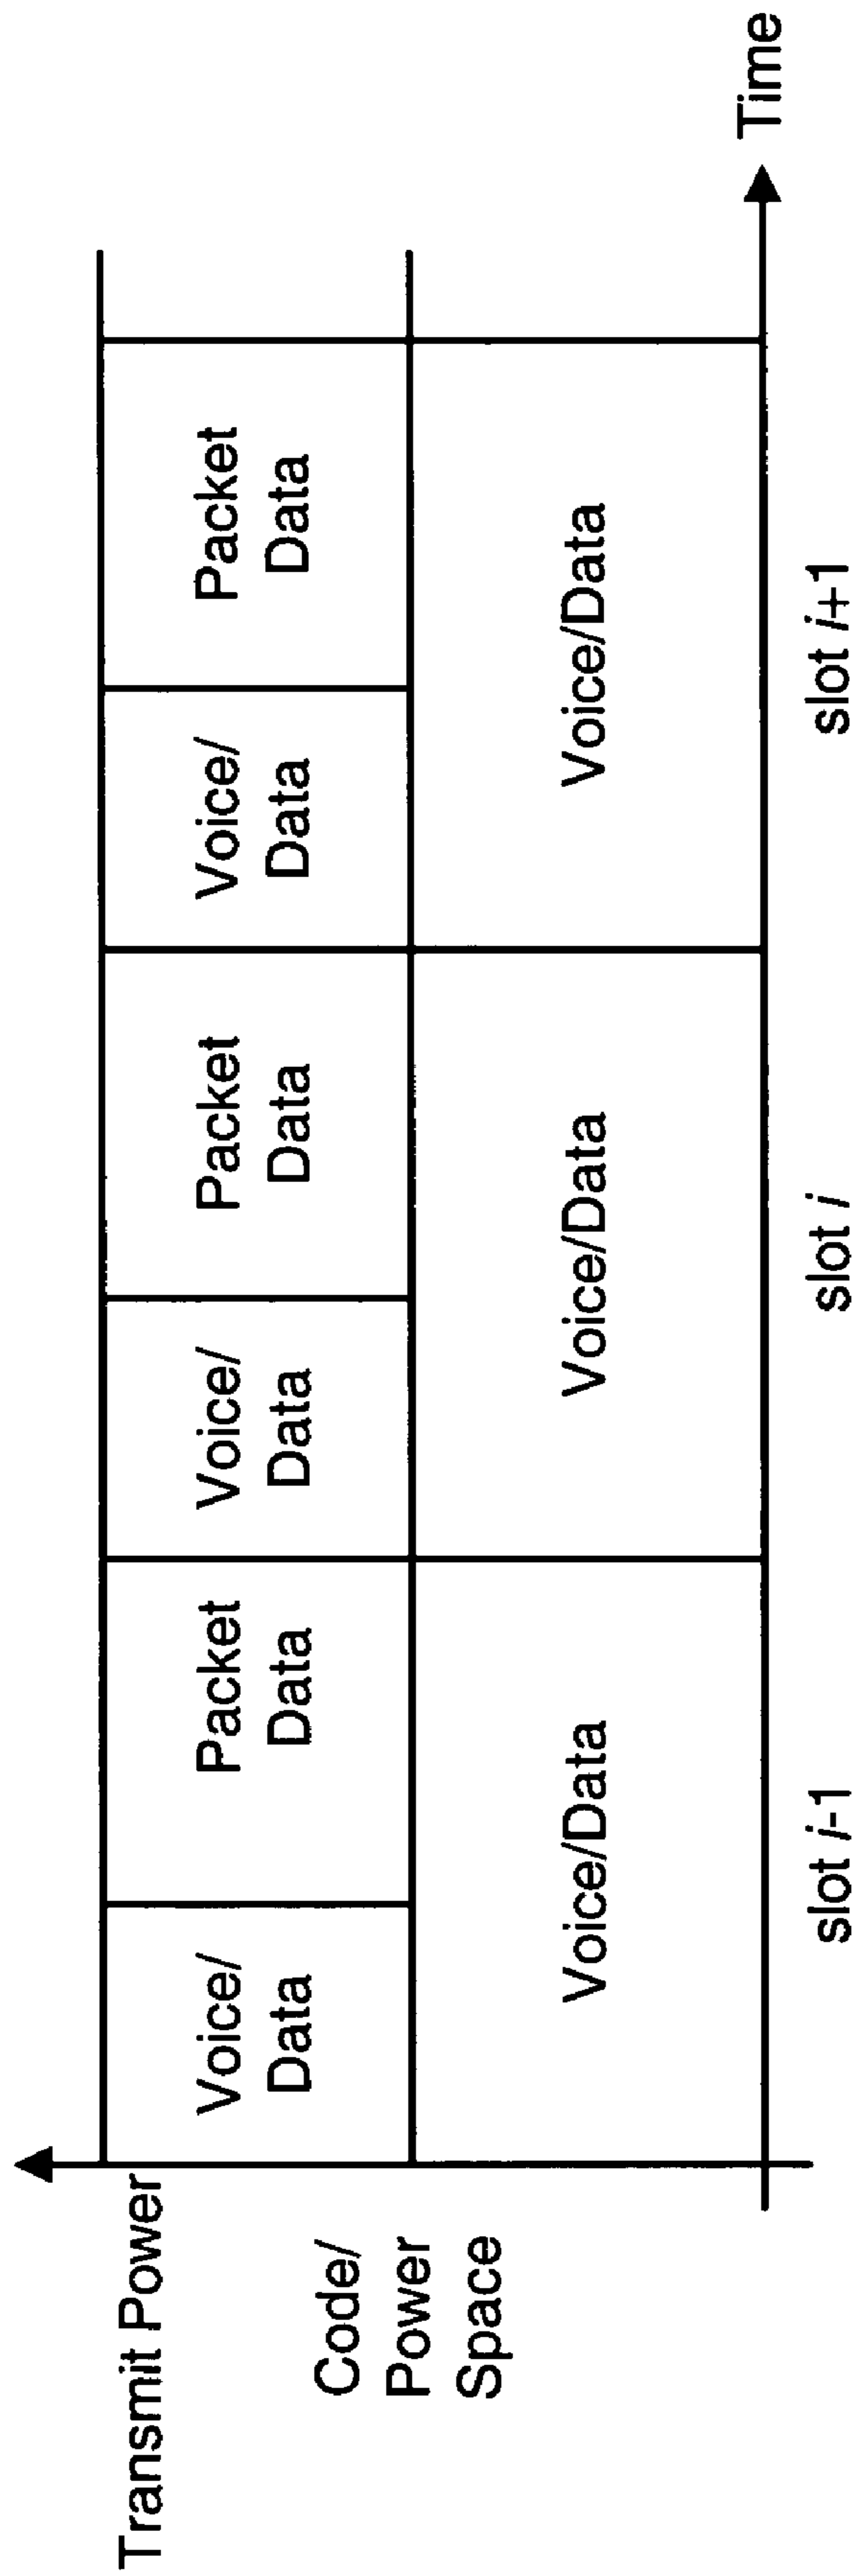 Transmit Power
Code/
Power
Space
Voice/
Data
Packet
Data
Voice/
Data
Packet
Data
Voice/
Data
Packet
Data
Voice/Data
Voice/Data
Voice/Data
slot i-1
slot i
slot i+1
Time